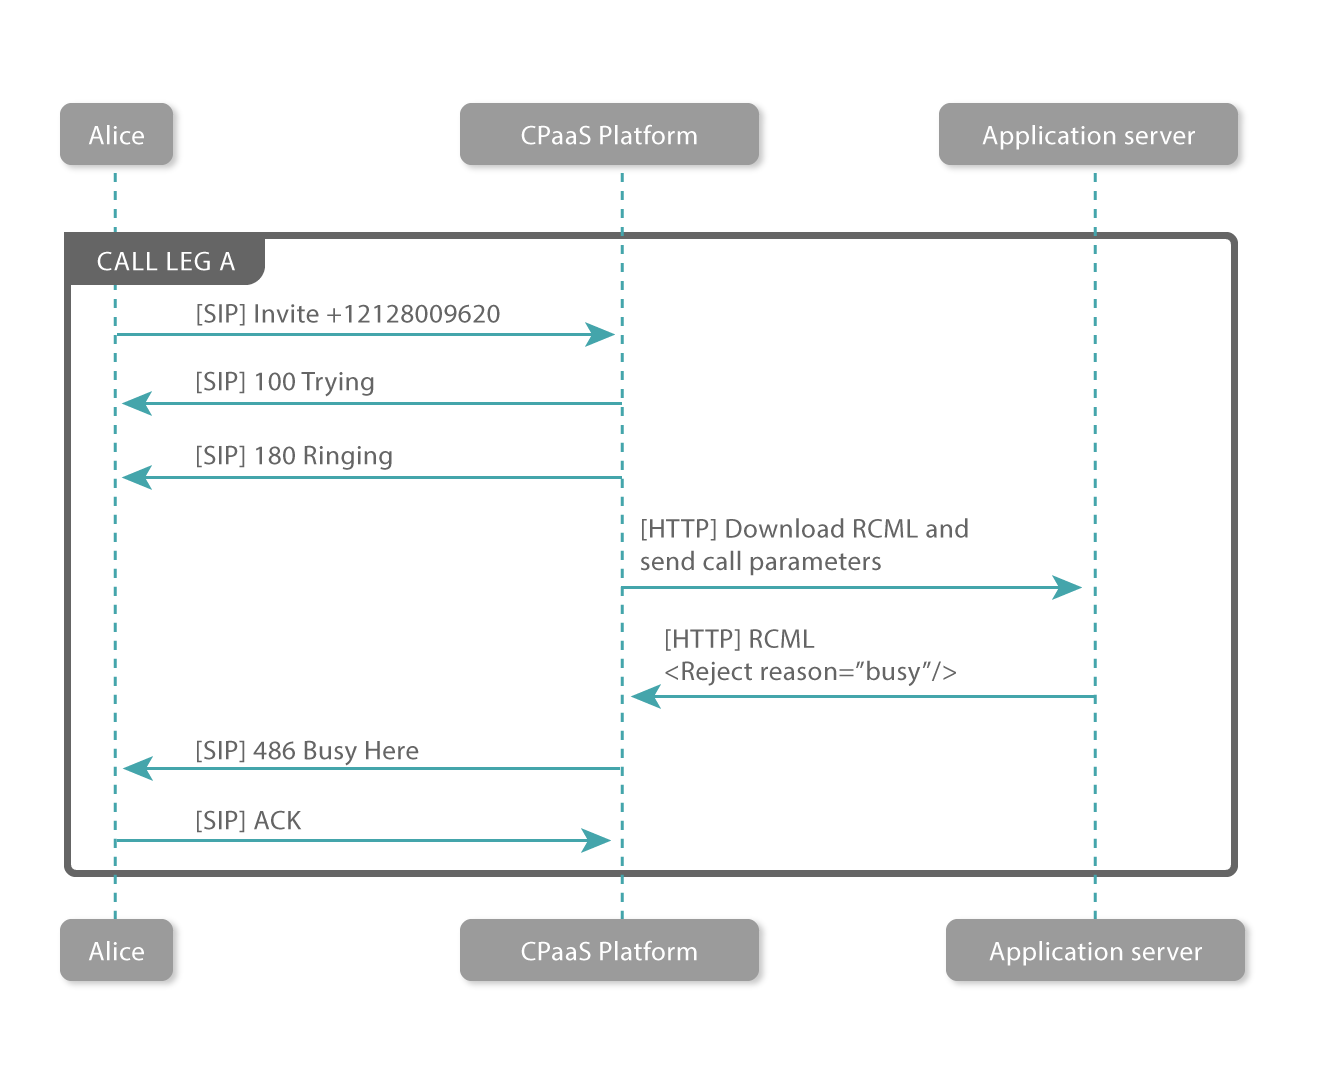 Alice
CPaaS Platform
Application server
CALL LEG A
[SIP] Invite +12128009620
[SIP] 100 Trying
[SIP] 180 Ringing
[HTTP] Download RCML and
send call parameters
[HTTP] RCML
<Reject reason=”busy”/>
[SIP] 486 Busy Here
[SIP] ACK
Alice
CPaaS Platform
Application server